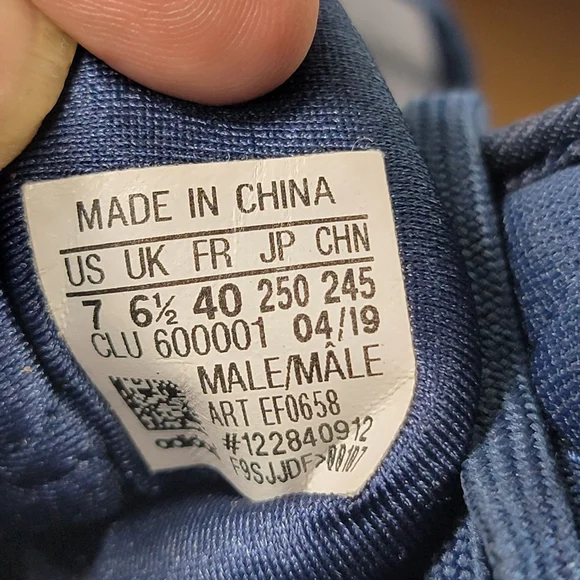 MADE IN CHINA
US UK FR JP CHN
7 6½ 40 250 245
CLU 600001 04/19
MALE/MÂLE
ART EF0658
#122840912
F9SJJDF>00107